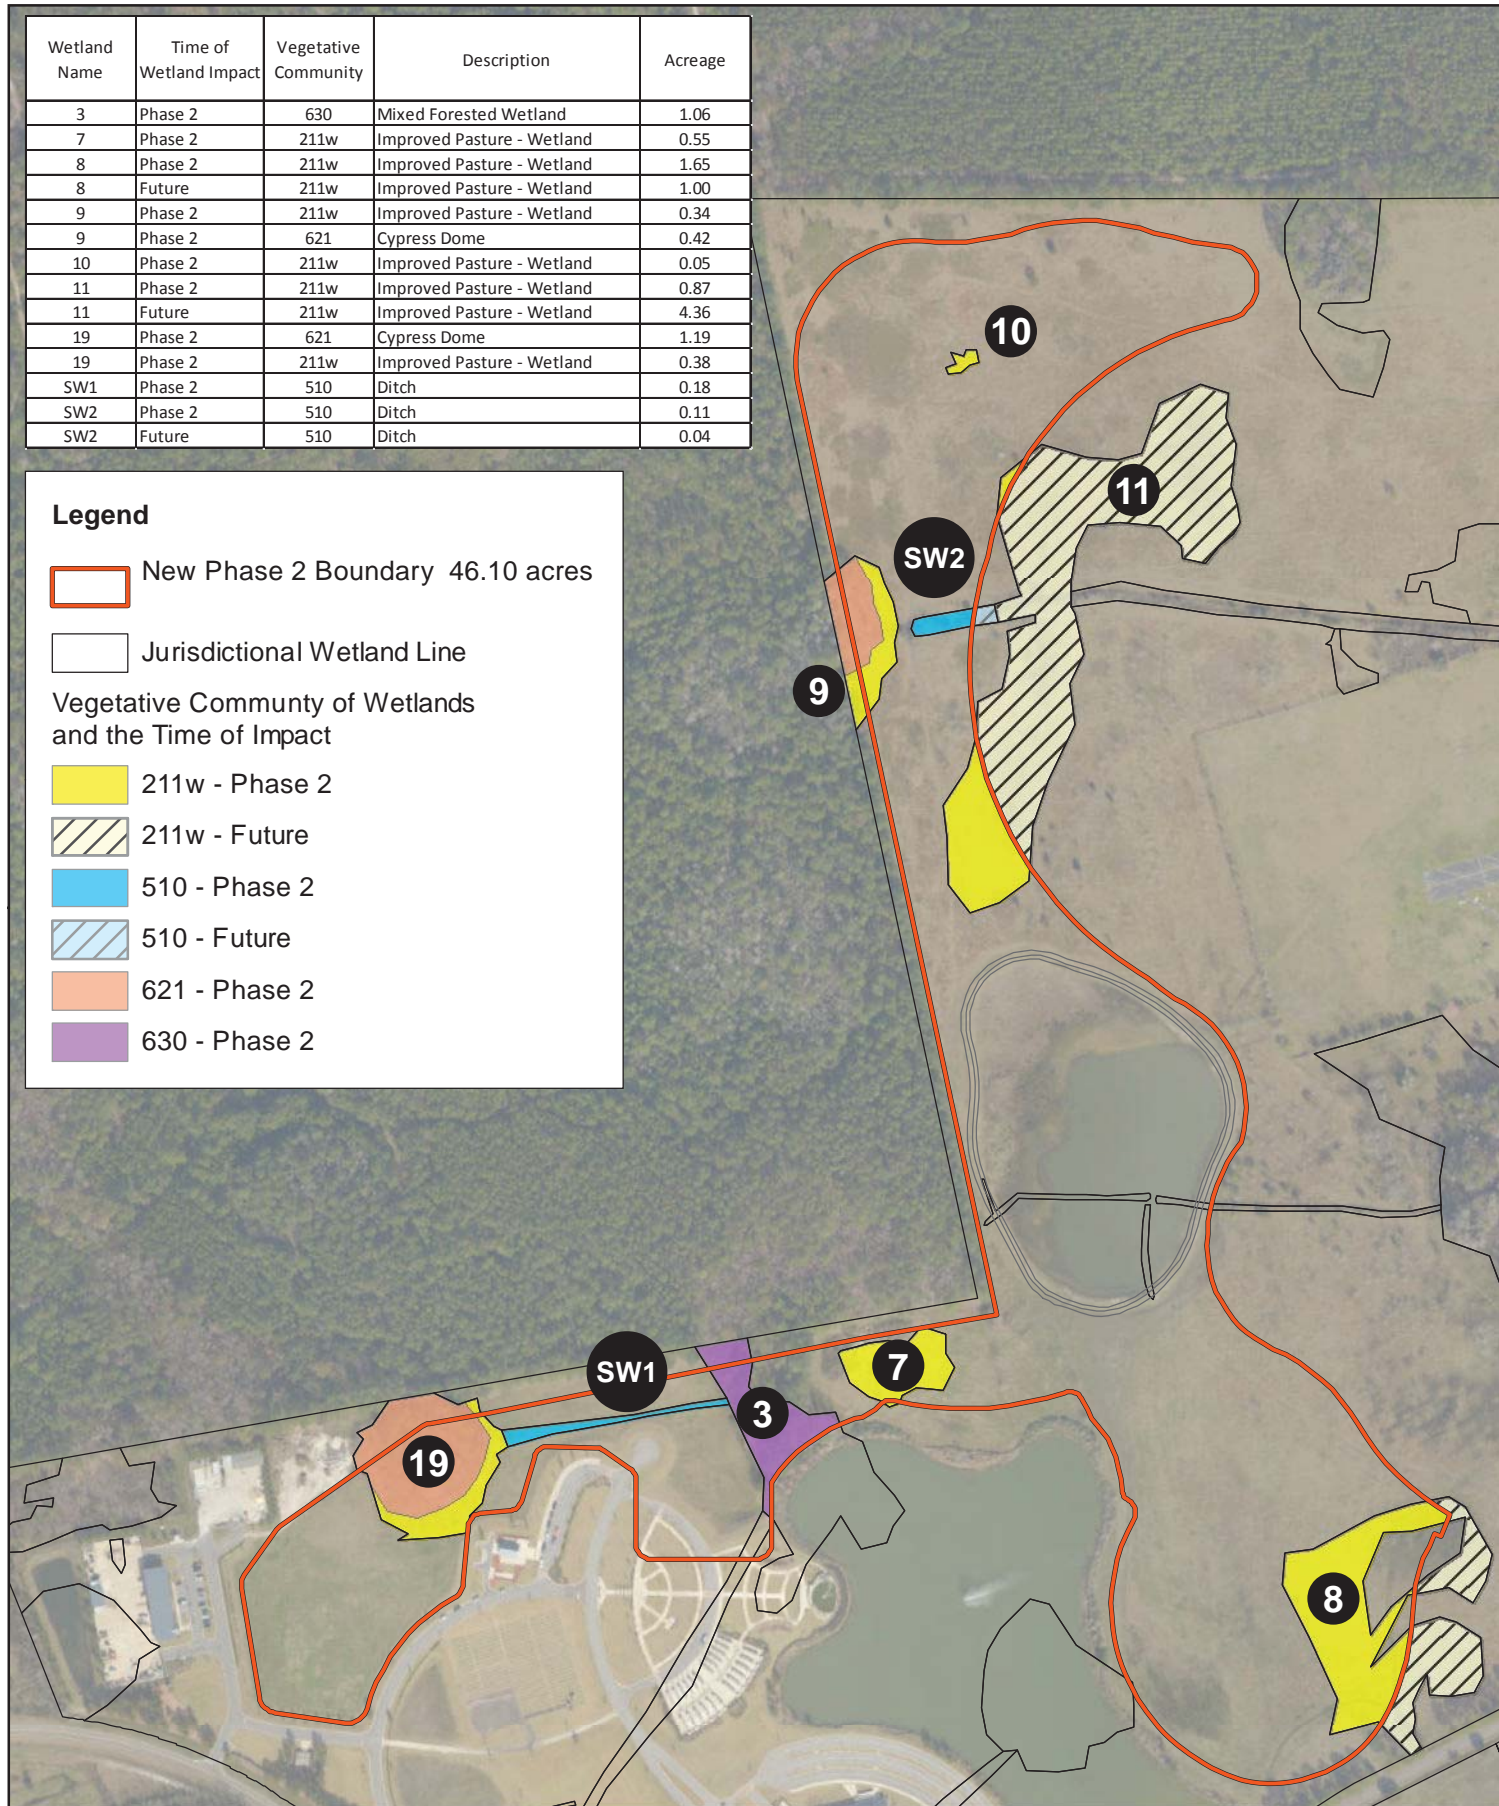 Wetland Name Time of Wetland Impact Vegetative Community Description Acreage
3 Phase 2 630 Mixed Forested Wetland 1.06
7 Phase 2 211w Improved Pasture - Wetland 0.55
8 Phase 2 211w Improved Pasture - Wetland 1.65
8 Future 211w Improved Pasture - Wetland 1.00
9 Phase 2 211w Improved Pasture - Wetland 0.34
9 Phase 2 621 Cypress Dome 0.42
10 Phase 2 211w Improved Pasture - Wetland 0.05
11 Phase 2 211w Improved Pasture - Wetland 0.87
11 Future 211w Improved Pasture - Wetland 4.36
19 Phase 2 621 Cypress Dome 1.19
19 Phase 2 211w Improved Pasture - Wetland 0.38
SW1 Phase 2 510 Ditch 0.18
SW2 Phase 2 510 Ditch 0.11
SW2 Future 510 Ditch 0.04
Legend
New Phase 2 Boundary 46.10 acres
Jurisdictional Wetland Line
Vegetative Communty of Wetlands
and the Time of Impact
211w - Phase 2
211w - Future
510 - Phase 2
510 - Future
621 - Phase 2
630 - Phase 2
10
11
SW2
9
SW1
7
3
19
8